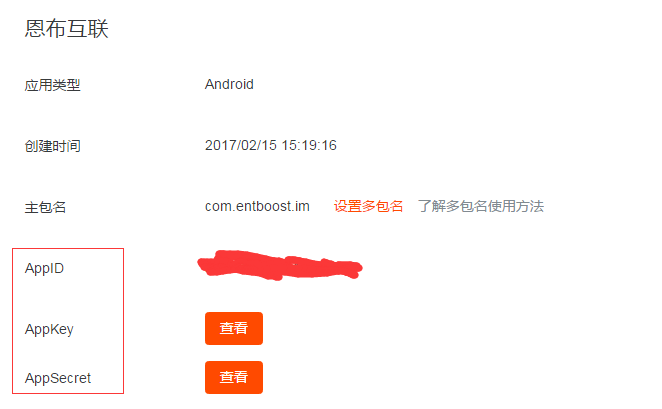 恩布互联
应用类型 Android
创建时间 2017/02/15 15:19:16
主包名 com.entboost.im 设置多包名 了解多包名使用方法
AppID
AppKey 查看
AppSecret 查看